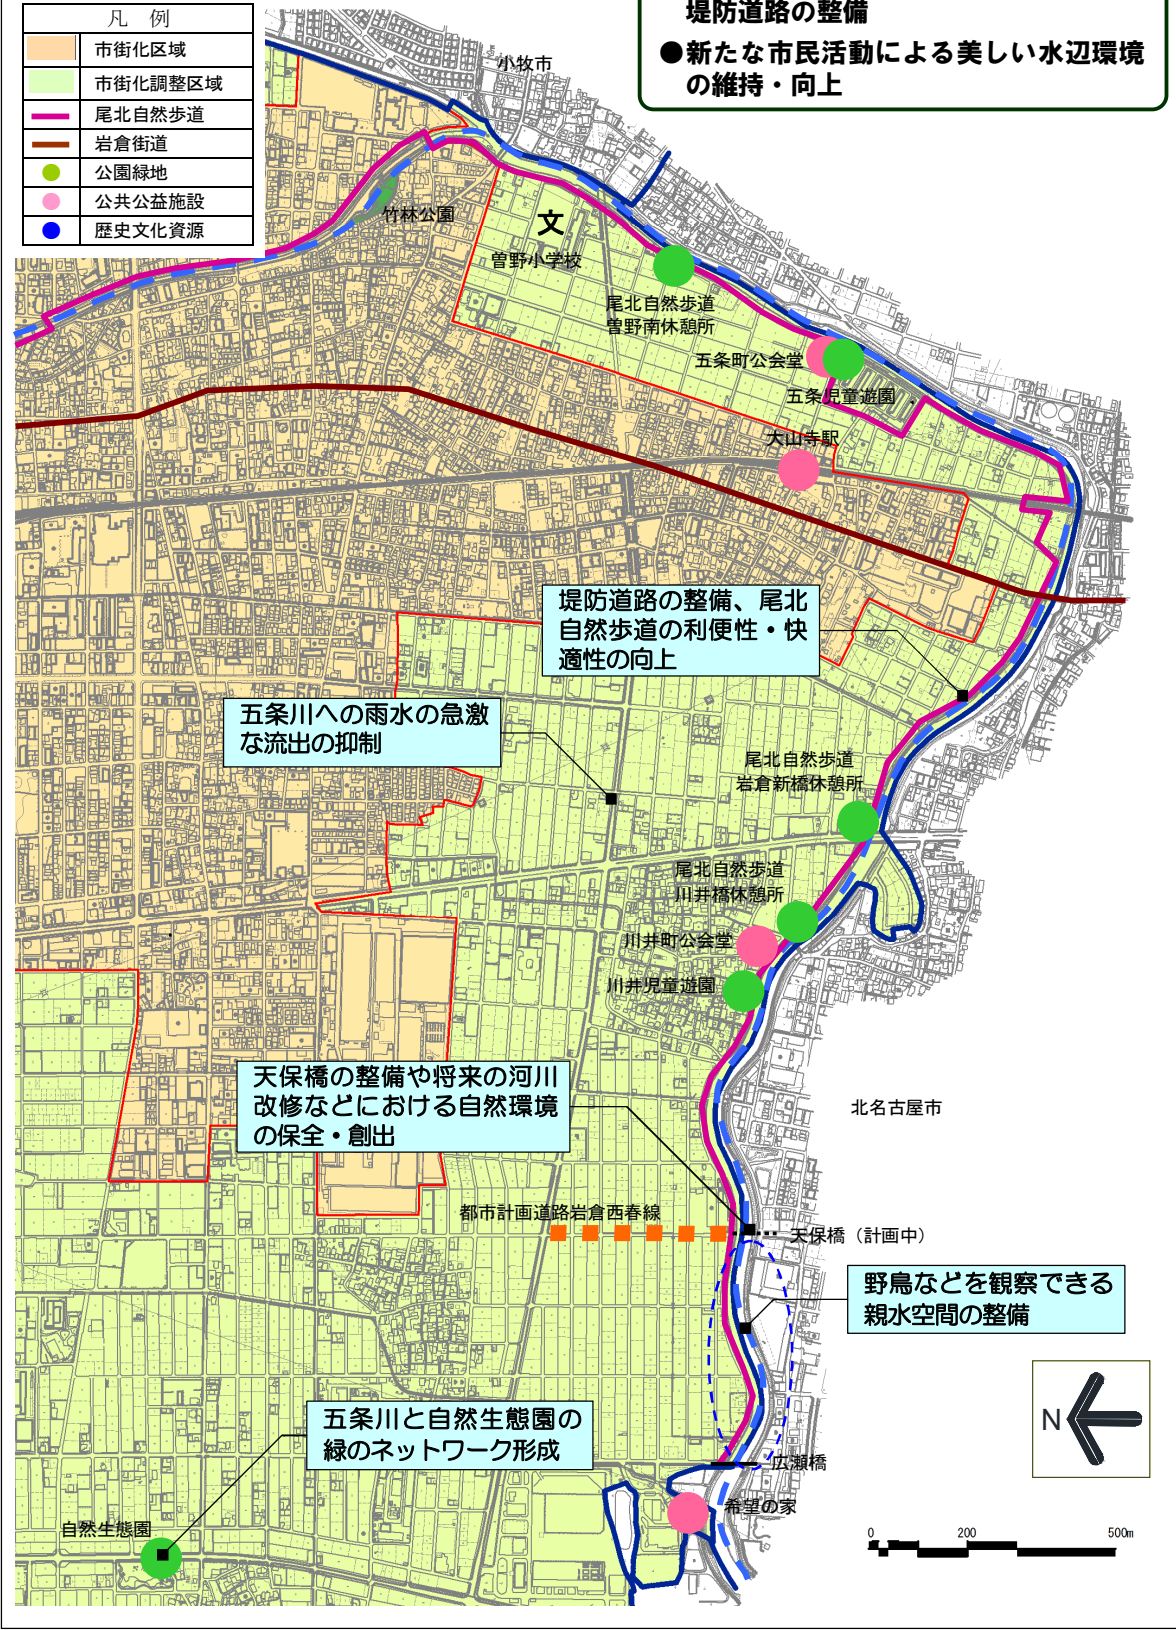 凡 例
市街化区域
市街化調整区域
尾北自然歩道
岩倉街道
公園緑地
公共公益施設
歴史文化資源
堤防道路の整備
●新たな市民活動による美しい水辺環境
の維持・向上
小牧市
竹林公園
文
曽野小学校
尾北自然歩道
曽野南休憩所
五条町公会堂
五条児童遊園
大山寺駅
堤防道路の整備、尾北
自然歩道の利便性・快
適性の向上
五条川への雨水の急激
な流出の抑制
尾北自然歩道
岩倉新橋休憩所
尾北自然歩道
川井橋休憩所
川井町公会堂
川井児童遊園
天保橋の整備や将来の河川
改修などにおける自然環境
の保全・創出
北名古屋市
都市計画道路岩倉西春線
天保橋（計画中）
野鳥などを観察できる
親水空間の整備
五条川と自然生態園の
緑のネットワーク形成
広瀬橋
希望の家
自然生態園
N
0 200 500m